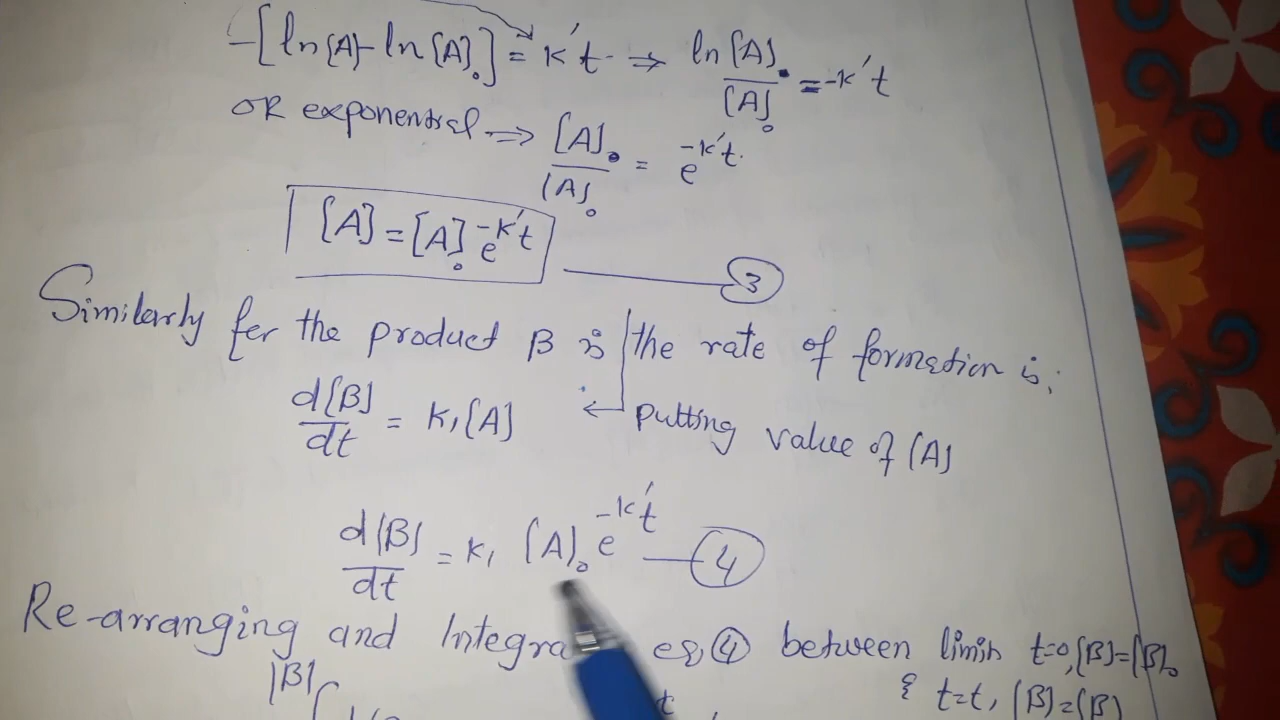 -[ln[A]-ln[A]₀] = k't ⇒ ln [A]/[A]₀ = -k't
OR exponential ⇒ [A]/[A]₀ = e^-k't
[A] = [A]₀ e^-k't — ③
Similarly for the product B is | the rate of formation is;
d[B]/dt = k₁[A] ← putting value of [A]
d[B]/dt = k₁ [A]₀ e^-k't — ④
Re-arranging and eq ④ between limits t=0, [B]=[B]₀
[B] & t=t, [B]=[B]